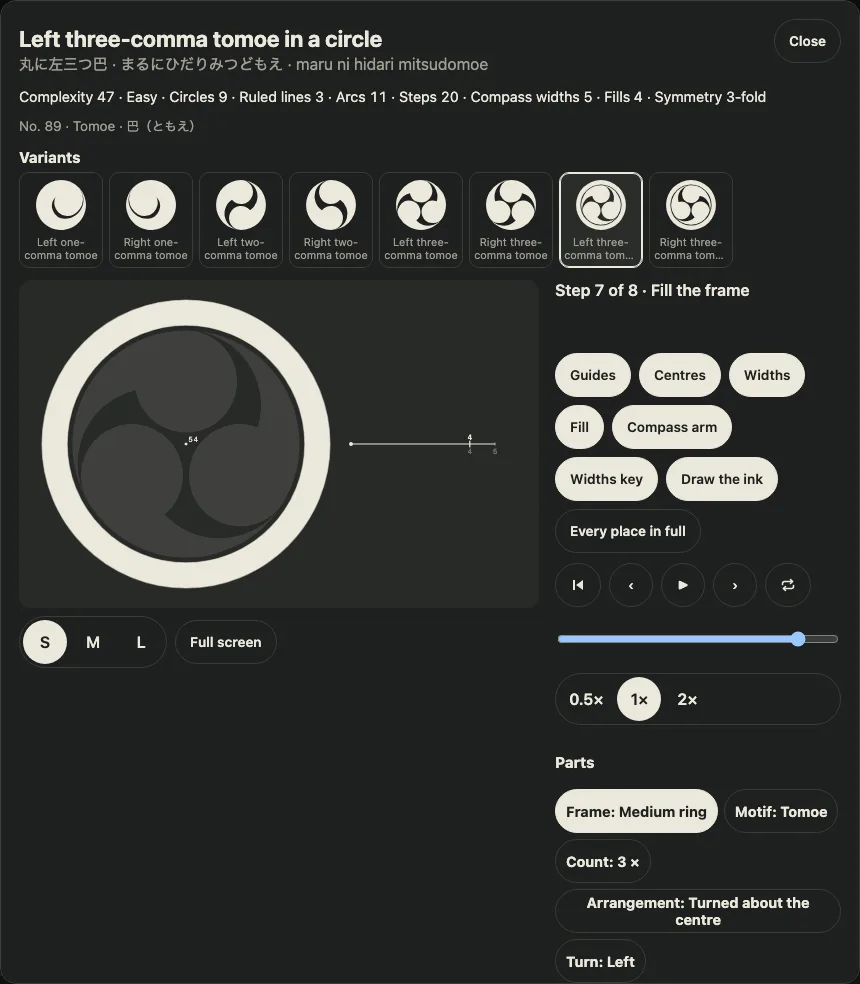 Left three-comma tomoe in a circle
Close
丸に左三つ巴 · まるにひだりみつどもえ · maru ni hidari mitsudomoe
Complexity 47 · Easy · Circles 9 · Ruled lines 3 · Arcs 11 · Steps 20 · Compass widths 5 · Fills 4 · Symmetry 3-fold
No. 89 · Tomoe · 巴（ともえ）
Variants
Left one-
comma tomoe
Right one-
comma tomoe
Left two-
comma tomoe
Right two-
comma tomoe
Left three-
comma tomoe
Right three-
comma tomoe
Left three-
comma tom…
Right three-
comma tom…
54
4
4
5
Step 7 of 8 · Fill the frame
Guides
Centres
Widths
Fill
Compass arm
Widths key
Draw the ink
Every place in full
S
M
L
Full screen
0.5×
1×
2×
Parts
Frame: Medium ring
Motif: Tomoe
Count: 3 ×
Arrangement: Turned about the
centre
Turn: Left